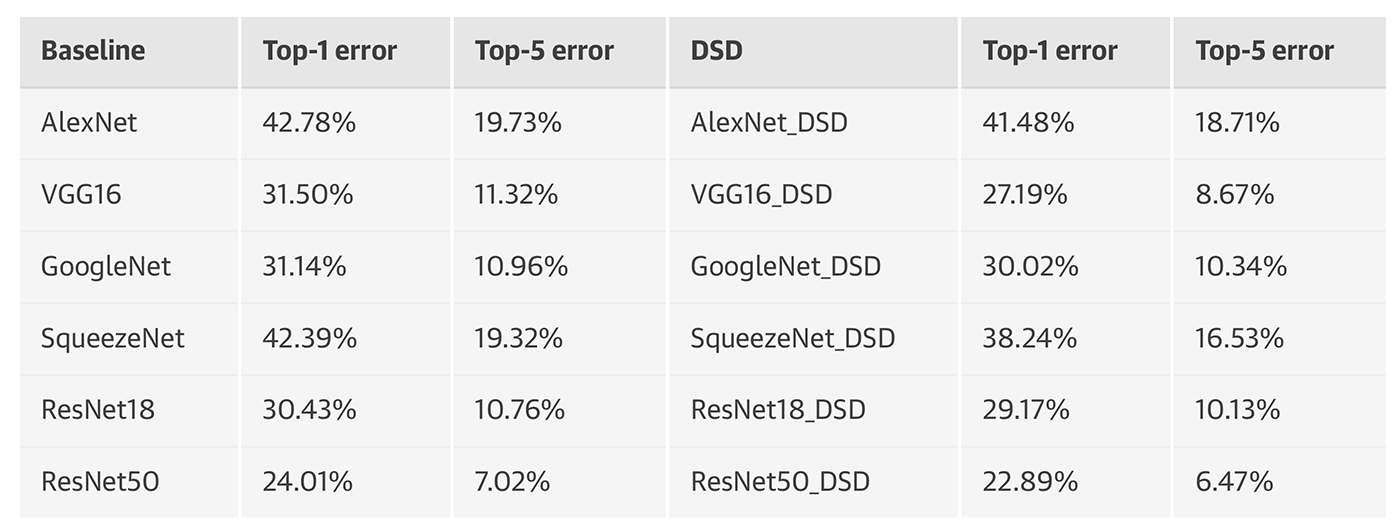 Baseline Top-1 error Top-5 error DSD Top-1 error Top-5 error
AlexNet 42.78% 19.73% AlexNet_DSD 41.48% 18.71%
VGG16 31.50% 11.32% VGG16_DSD 27.19% 8.67%
GoogleNet 31.14% 10.96% GoogleNet_DSD 30.02% 10.34%
SqueezeNet 42.39% 19.32% SqueezeNet_DSD 38.24% 16.53%
ResNet18 30.43% 10.76% ResNet18_DSD 29.17% 10.13%
ResNet50 24.01% 7.02% ResNet50_DSD 22.89% 6.47%